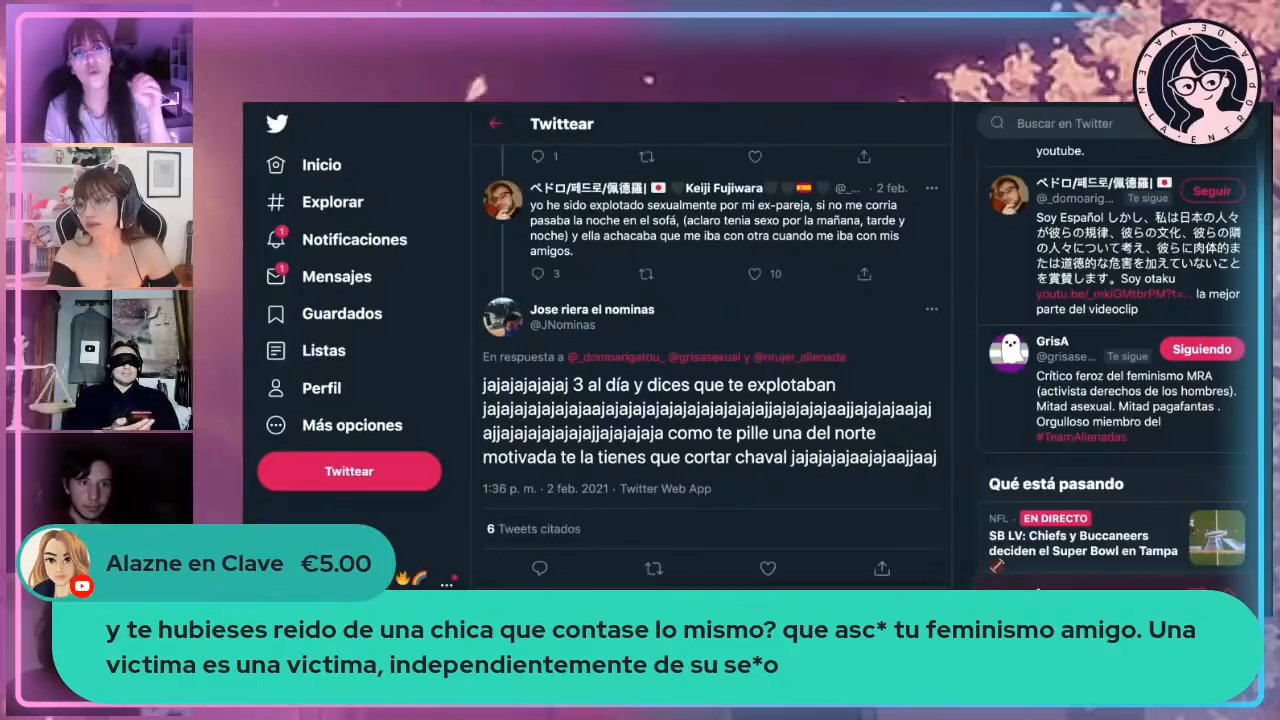 Twittear
Buscar en Twitter
DE VALEN LA ENTROPIA
Inicio
Explorar
1
Notificaciones
1
Mensajes
Guardados
Listas
Perfil
Más opciones
Twittear
1
ペドロ/페드로/佩德羅| 🇯🇵 🖤Keiji Fujiwara🖤🖤🇪🇸🖤 @_... · 2 feb.
yo he sido explotado sexualmente por mi ex-pareja, si no me corria
pasaba la noche en el sofá, (aclaro tenia sexo por la mañana, tarde y
noche) y ella achacaba que me iba con otra cuando me iba con mis
amigos.
3 10
Jose riera el nominas
@JNominas
En respuesta a @_domoarigatou_ @grisasexual y @mujer_alienada
jajajajajajaj 3 al día y dices que te explotaban
jajajajajajajaajajajajajajajajajajajajjajajajajaajjajajajaajaj
ajjajajajajajajjajajajaja como te pille una del norte
motivada te la tienes que cortar chaval jajajajajaajajaajjaaj
1:36 p. m. · 2 feb. 2021 · Twitter Web App
6 Tweets citados
youtube.
ペドロ/페드로/佩德羅| 🇯🇵
@_domoarig... Te sigue
Seguir
Soy Español しかし、私は日本の人々
が彼らの規律、彼らの文化、彼らの隣
の人々について考え、彼らに肉体的ま
たは道徳的な危害を加えていないこと
を賞賛します。Soy otaku
youtu.be/_mkiGMtbrPM?t=... la mejor
parte del videoclip
GrisA
@grisase... Te sigue
Siguiendo
Crítico feroz del feminismo MRA
(activista derechos de los hombres).
Mitad asexual. Mitad pagafantas .
Orgulloso miembro del
#TeamAlienadas
Qué está pasando
NFL · EN DIRECTO
SB LV: Chiefs y Buccaneers
deciden el Super Bowl en Tampa
Alazne en Clave €5.00
y te hubieses reido de una chica que contase lo mismo? que asc* tu feminismo amigo. Una
victima es una victima, independientemente de su se*o